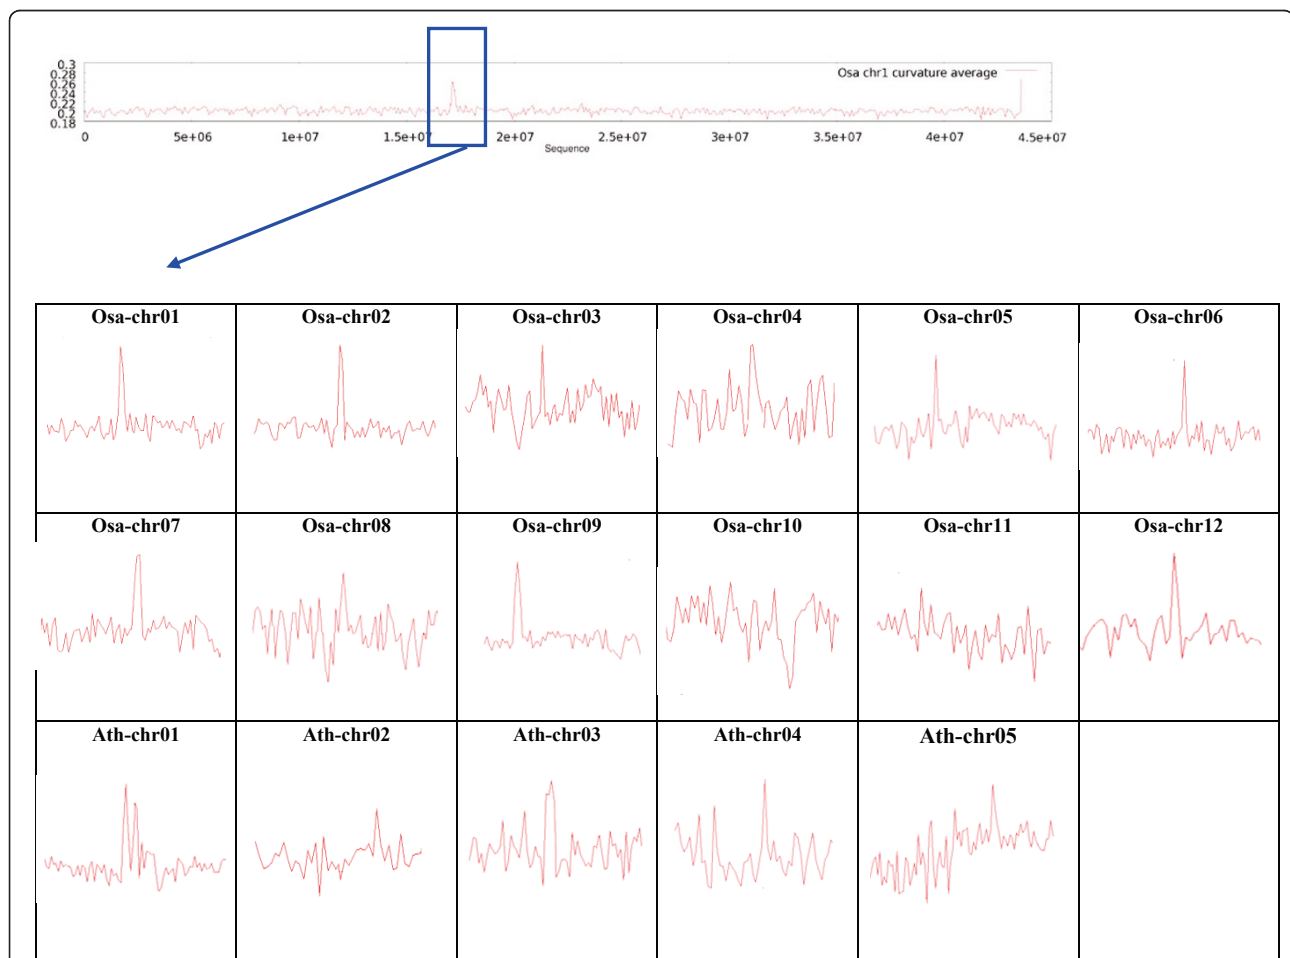 0.3
0.28
0.26
0.24
0.22
0.2
0.18
Osa chr1 curvature average
0 5e+06 1e+07 1.5e+07 2e+07 2.5e+07 3e+07 3.5e+07 4e+07 4.5e+07
Sequence
Osa-chr01 Osa-chr02 Osa-chr03 Osa-chr04 Osa-chr05 Osa-chr06
Osa-chr07 Osa-chr08 Osa-chr09 Osa-chr10 Osa-chr11 Osa-chr12
Ath-chr01 Ath-chr02 Ath-chr03 Ath-chr04 Ath-chr05